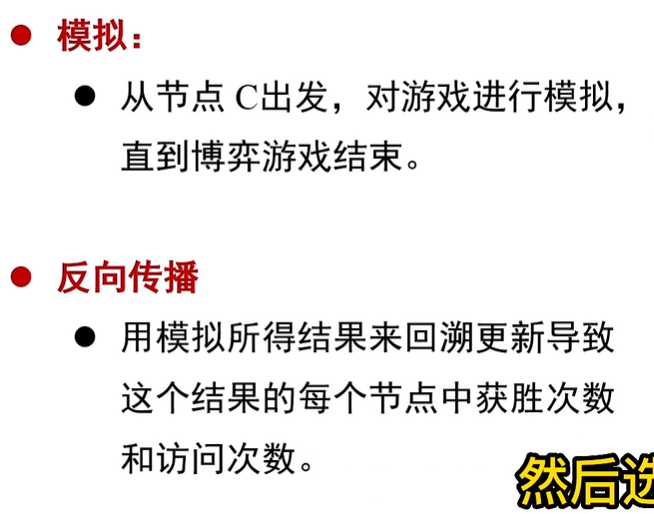 模拟：
从节点 C出发，对游戏进行模拟，
直到博弈游戏结束。
反向传播
用模拟所得结果来回溯更新导致
这个结果的每个节点中获胜次数
和访问次数。
然后选